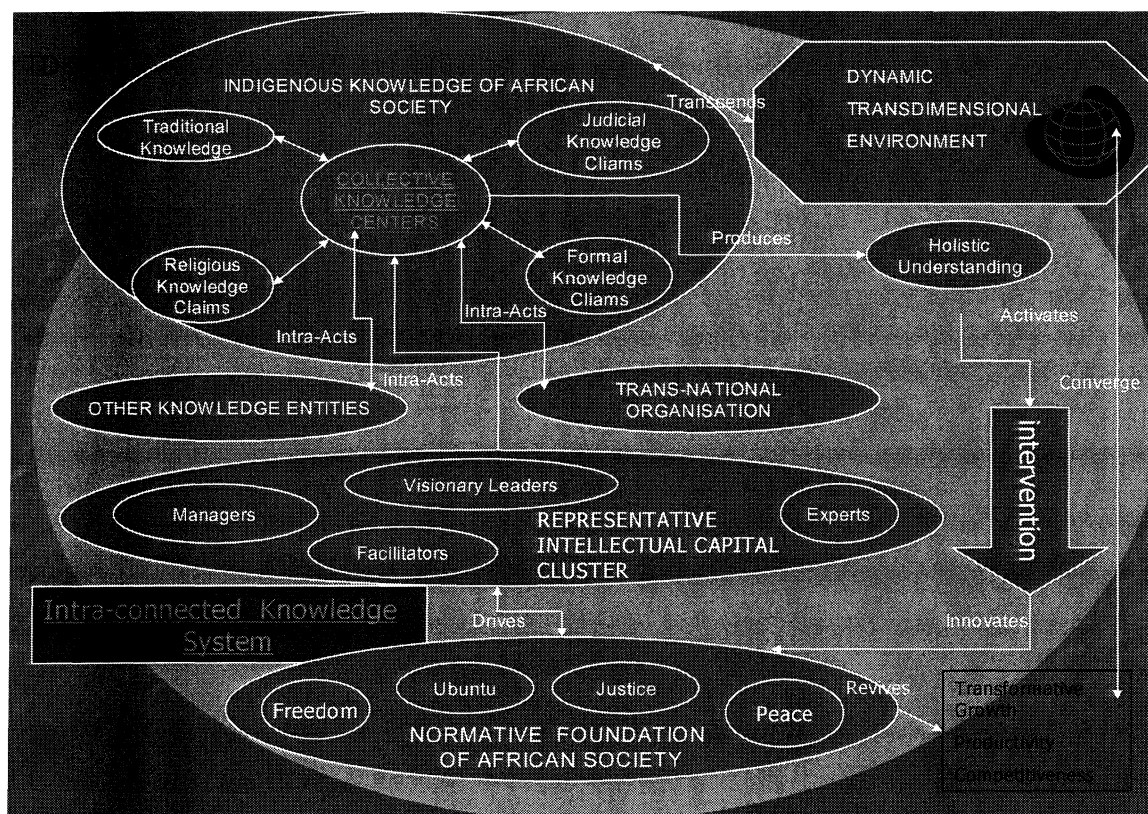 INDIGENOUS KNOWLEDGE OF AFRICAN
SOCIETY
Traditional
Knowledge
Judicial
Knowledge
Cliams
COLLECTIVE
KNOWLEDGE
CENTERS
Religious
Knowledge
Claims
Formal
Knowledge
Cliams
Transcends
DYNAMIC
TRANSDIMENSIONAL
ENVIRONMENT
Produces
Holistic
Understanding
Intra-Acts
Intra-Acts
Intra-Acts
Activates
Converge
OTHER KNOWLEDGE ENTITIES
TRANS-NATIONAL
ORGANISATION
intervention
Visionary Leaders
Managers
Experts
Facilitators
REPRESENTATIVE
INTELLECTUAL CAPITAL
CLUSTER
Intra-connected Knowledge
System
Drives
Innovates
Freedom
Ubuntu
Justice
Peace
NORMATIVE FOUNDATION
OF AFRICAN SOCIETY
Revives
Transformative
Growth
Productivity
Competitiveness